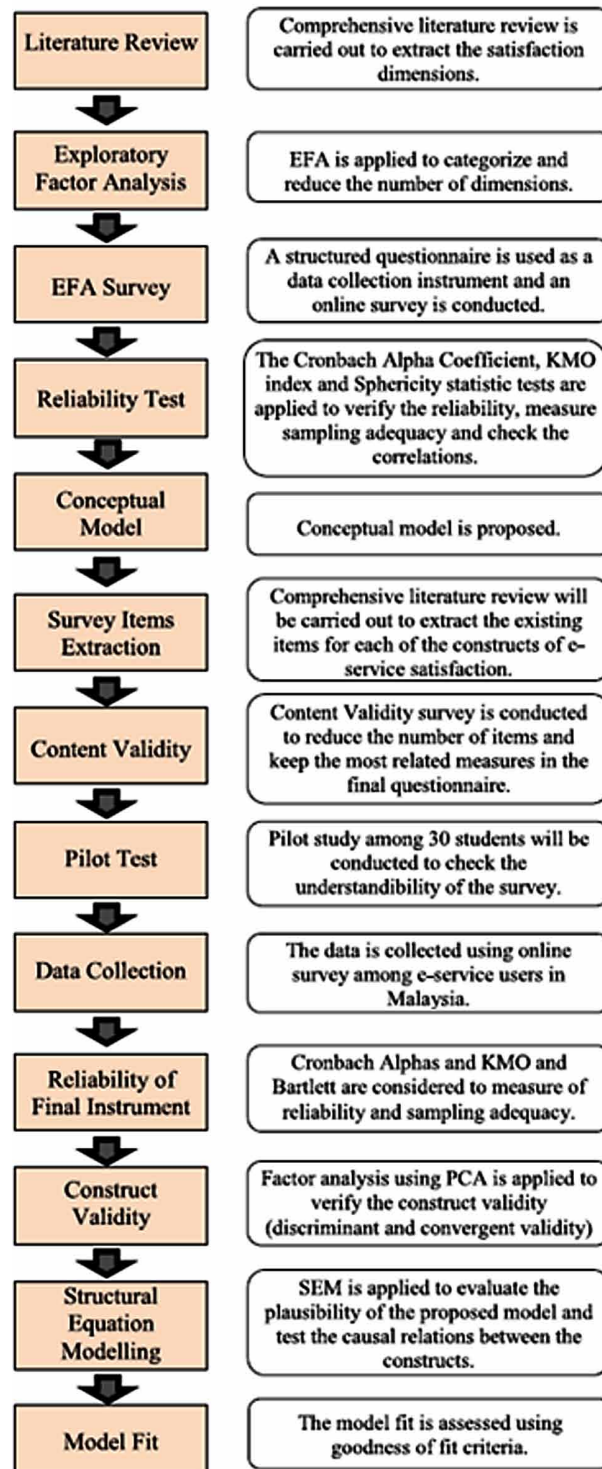 Literature Review
Comprehensive literature review is
carried out to extract the satisfaction
dimensions.
Exploratory
Factor Analysis
EFA is applied to categorize and
reduce the number of dimensions.
EFA Survey
A structured questionnaire is used as a
data collection instrument and an
online survey is conducted.
Reliability Test
The Cronbach Alpha Coefficient, KMO
index and Sphericity statistic tests are
applied to verify the reliability, measure
sampling adequacy and check the
correlations.
Conceptual
Model
Conceptual model is proposed.
Survey Items
Extraction
Comprehensive literature review will
be carried out to extract the existing
items for each of the constructs of e-
service satisfaction.
Content Validity
Content Validity survey is conducted
to reduce the number of items and
keep the most related measures in the
final questionnaire.
Pilot Test
Pilot study among 30 students will be
conducted to check the
understandibility of the survey.
Data Collection
The data is collected using online
survey among e-service users in
Malaysia.
Reliability of
Final Instrument
Cronbach Alphas and KMO and
Bartlett are considered to measure of
reliability and sampling adequacy.
Construct
Validity
Factor analysis using PCA is applied to
verify the construct validity
(discriminant and convergent validity)
Structural
Equation
Modelling
SEM is applied to evaluate the
plausibility of the proposed model and
test the causal relations between the
constructs.
Model Fit
The model fit is assessed using
goodness of fit criteria.